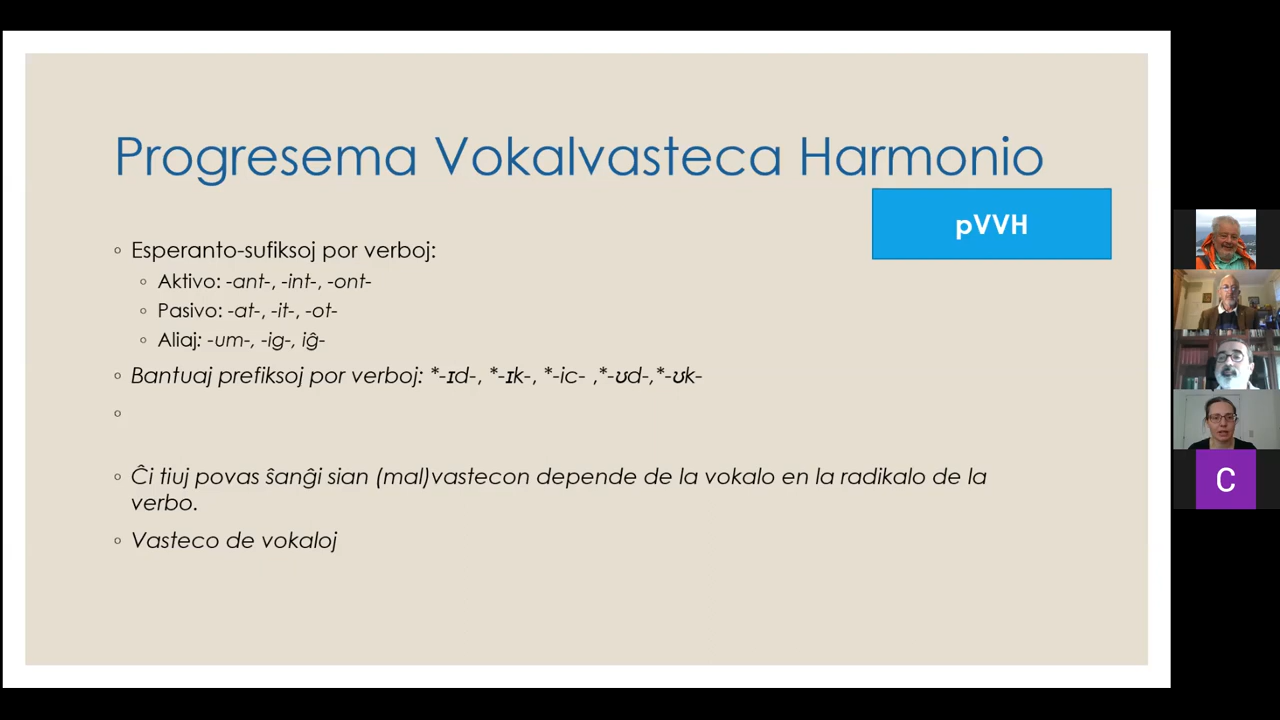 Progresema Vokalvasteca Harmonio
pVVH
Esperanto-sufiksoj por verboj:
Aktivo: -ant-, -int-, -ont-
Pasivo: -at-, -it-, -ot-
Aliaj: -um-, -ig-, iĝ-
Bantuaj prefiksoj por verboj: *-ɪd-, *-ɪk-, *-ic- ,*-ʊd-,*-ʊk-
Ĉi tiuj povas ŝanĝi sian (mal)vastecon depende de la vokalo en la radikalo de la
verbo.
Vasteco de vokaloj
C